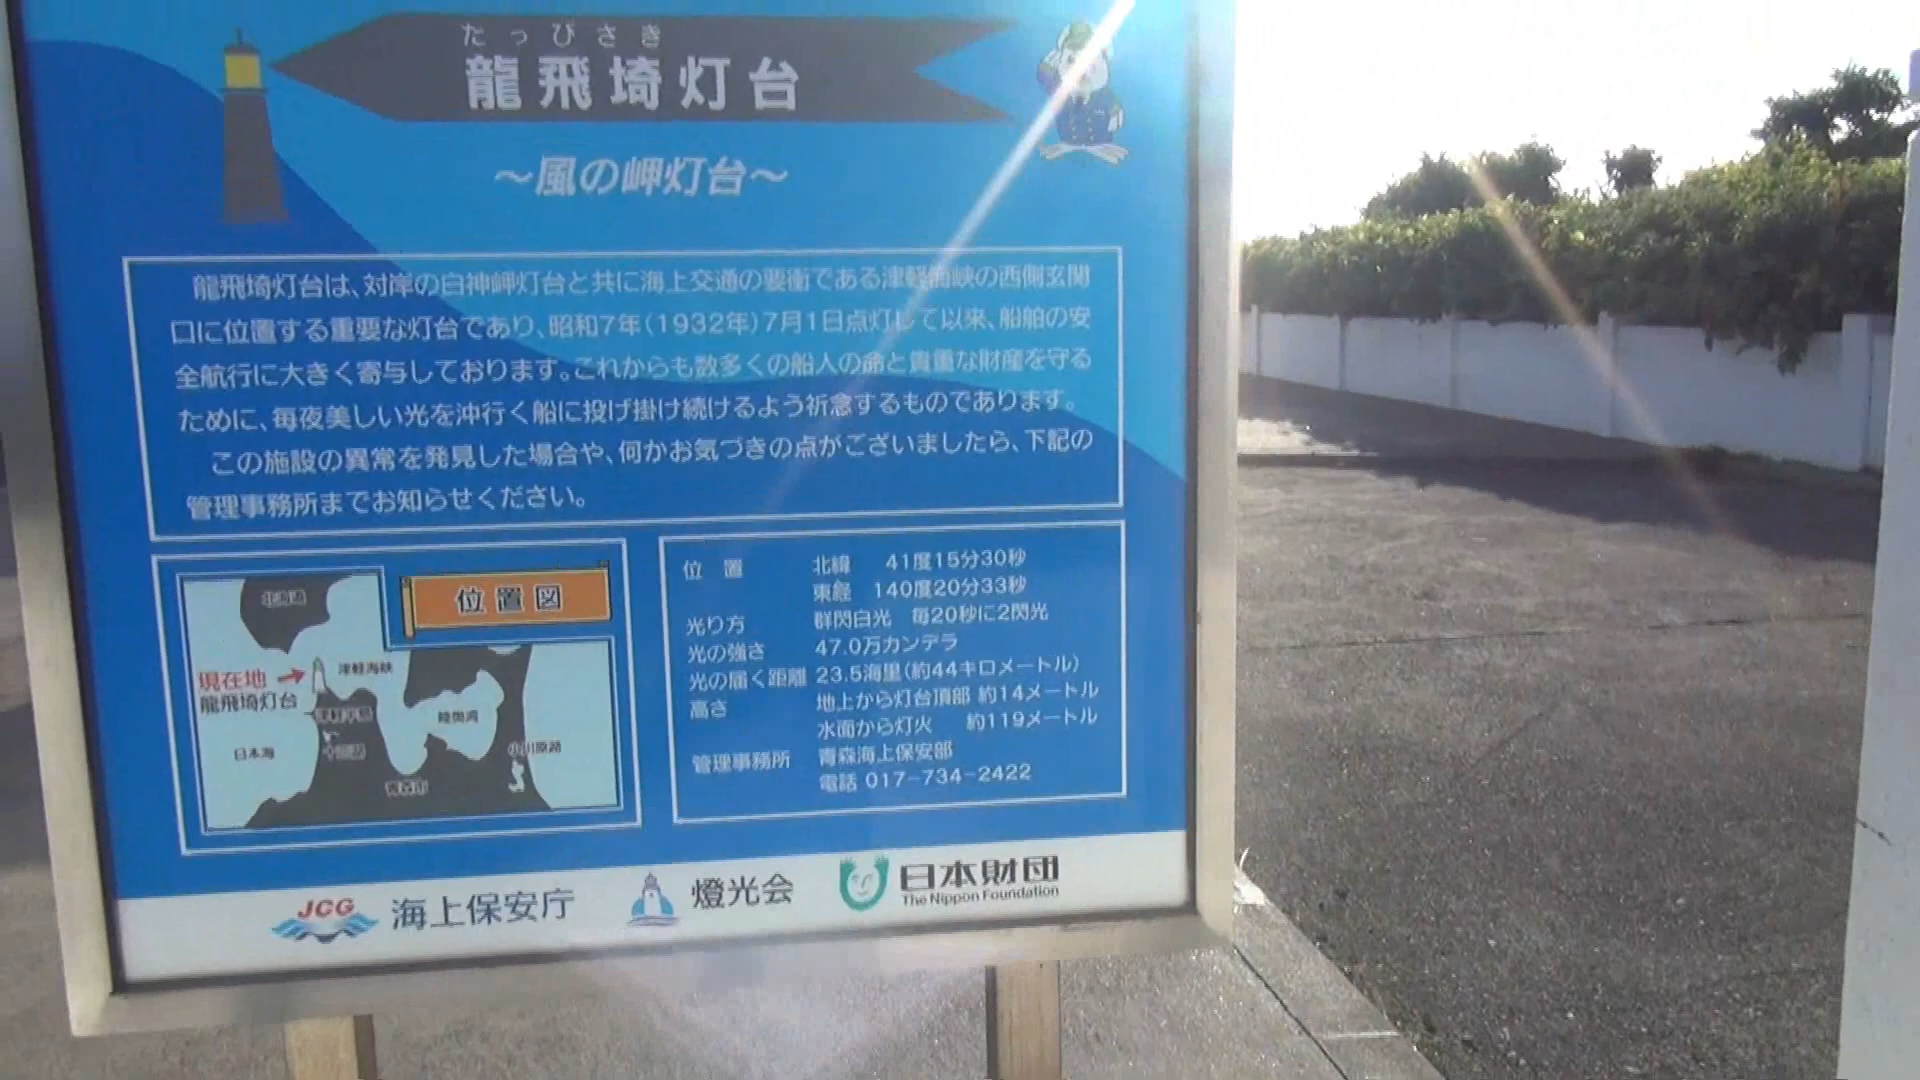 たっぴさき
龍飛埼灯台
～風の岬灯台～
龍飛埼灯台は、対岸の白神岬灯台と共に海上交通の要衝である津軽海峡の西側玄関
口に位置する重要な灯台であり、昭和7年(1932年)7月1日点灯して以来、船舶の安
全航行に大きく寄与しております。これからも数多くの船人の命と貴重な財産を守る
ために、毎夜美しい光を沖行く船に投げ掛け続けるよう祈念するものであります。
この施設の異常を発見した場合や、何かお気づきの点がございましたら、下記の
管理事務所までお知らせください。
位置図
北海道
現在地
龍飛埼灯台
津軽海峡
津軽半島
陸奥湾
日本海
十三湖
小川原湖
青森市
位 置 北緯 41度15分30秒
東経 140度20分33秒
光り方 群閃白光 毎20秒に2閃光
光の強さ 47.0万カンデラ
光の届く距離 23.5海里(約44キロメートル)
高さ 地上から灯台頂部 約14メートル
水面から灯火 約119メートル
管理事務所 青森海上保安部
電話 017-734-2422
JCG 海上保安庁
燈光会
日本財団
The Nippon Foundation